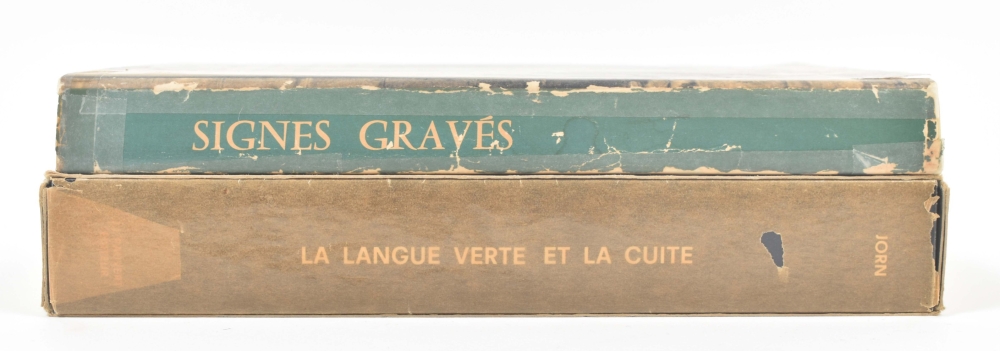 SIGNES GRAVÉS
LA LANGUE VERTE ET LA CUITE
JORN